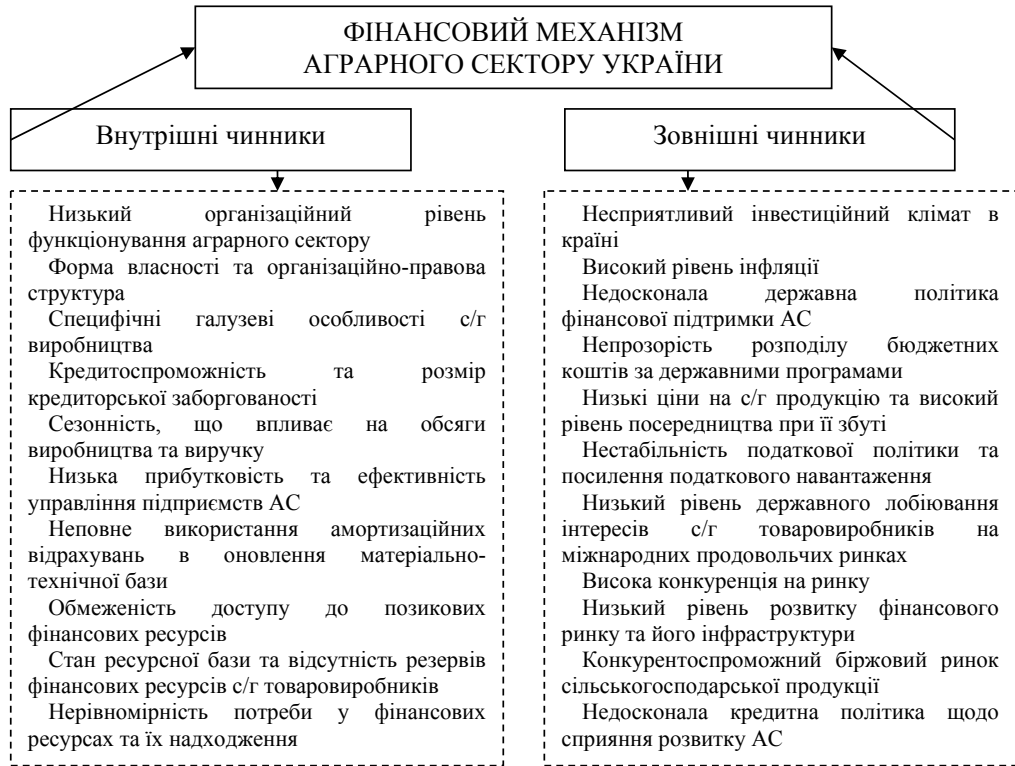 ФІНАНСОВИЙ МЕХАНІЗМ
АГРАРНОГО СЕКТОРУ УКРАЇНИ
Внутрішні чинники
Низький організаційний рівень
функціонування аграрного сектору
Форма власності та організаційно-правова
структура
Специфічні галузеві особливості с/г
виробництва
Кредитоспроможність та розмір
кредиторської заборгованості
Сезонність, що впливає на обсяги
виробництва та виручку
Низька прибутковість та ефективність
управління підприємств АС
Неповне використання амортизаційних
відрахувань в оновлення матеріально-
технічної бази
Обмеженість доступу до позикових
фінансових ресурсів
Стан ресурсної бази та відсутність резервів
фінансових ресурсів с/г товаровиробників
Нерівномірність потреби у фінансових
ресурсах та їх надходження
Зовнішні чинники
Несприятливий інвестиційний клімат в
країні
Високий рівень інфляції
Недосконала державна політика
фінансової підтримки АС
Непрозорість розподілу бюджетних
коштів за державними програмами
Низькі ціни на с/г продукцію та високий
рівень посередництва при її збуті
Нестабільність податкової політики та
посилення податкового навантаження
Низький рівень державного лобіювання
інтересів с/г товаровиробників на
міжнародних продовольчих ринках
Висока конкуренція на ринку
Низький рівень розвитку фінансового
ринку та його інфраструктури
Конкурентоспроможний біржовий ринок
сільськогосподарської продукції
Недосконала кредитна політика щодо
сприяння розвитку АС